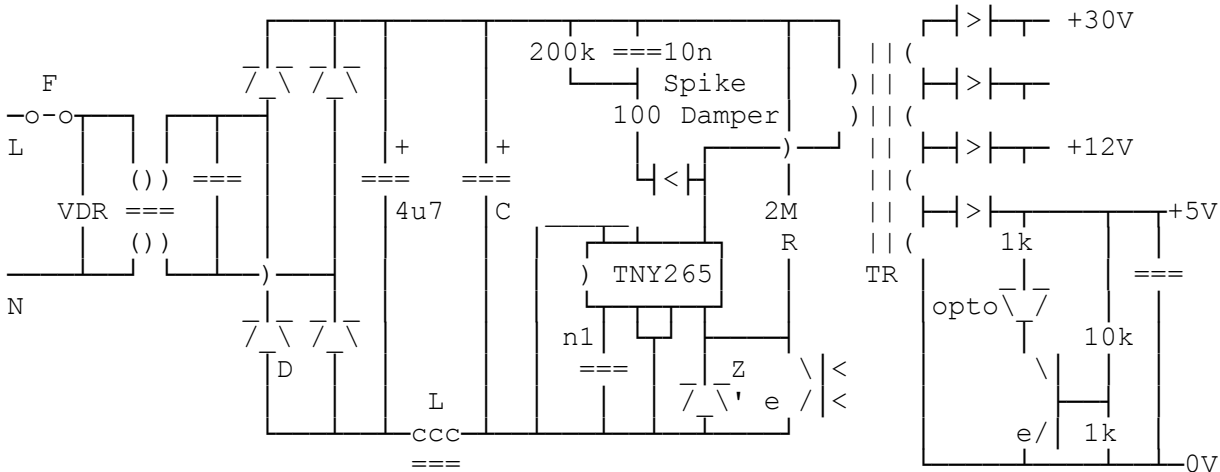 +30V
200k 10n
F Spike
100 Damper
L +12V
+ +
VDR 4u7 C 2M +5V
R 1k
TNY265 TR
N
opto
n1 10k
D Z
L ' e
e 1k
0V